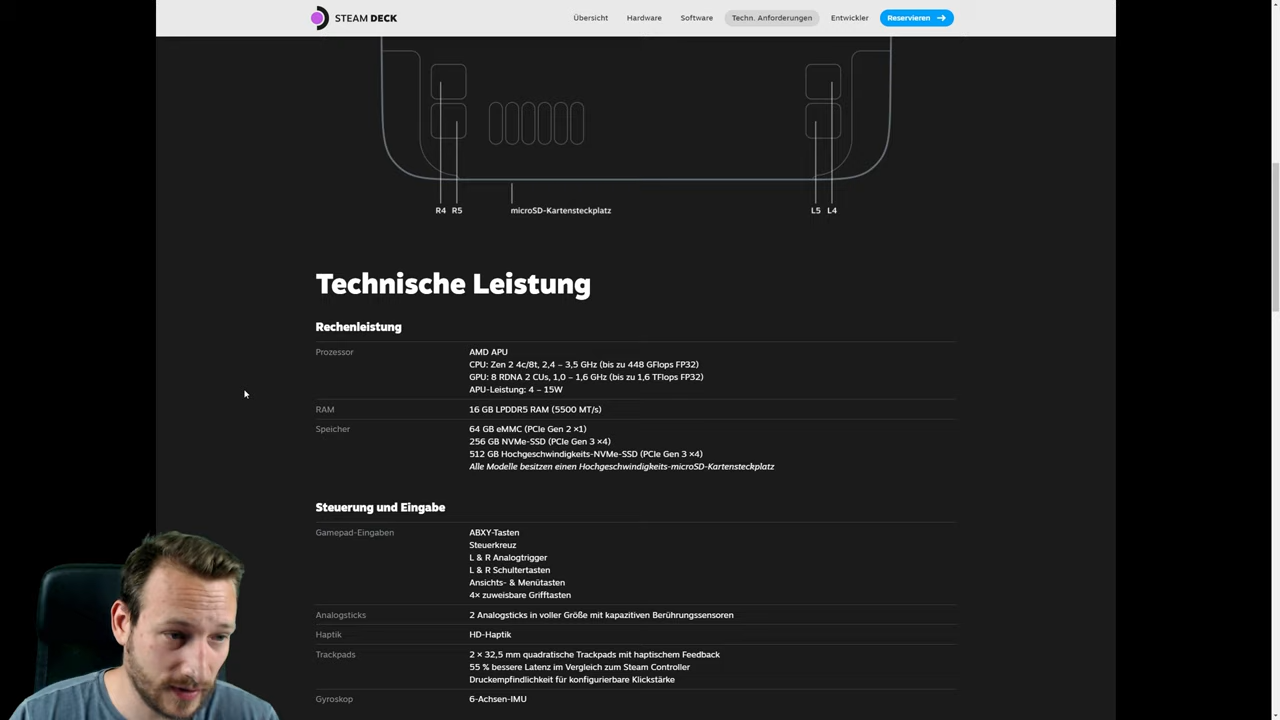 STEAM DECK
Übersicht
Hardware
Software
Techn. Anforderungen
Entwickler
Reservieren
R4 R5
microSD-Kartensteckplatz
L5 L4
Technische Leistung
Rechenleistung
Prozessor
AMD APU
CPU: Zen 2 4c/8t, 2,4 – 3,5 GHz (bis zu 448 GFlops FP32)
GPU: 8 RDNA 2 CUs, 1,0 – 1,6 GHz (bis zu 1,6 TFlops FP32)
APU-Leistung: 4 – 15W
RAM
16 GB LPDDR5 RAM (5500 MT/s)
Speicher
64 GB eMMC (PCIe Gen 2 ×1)
256 GB NVMe-SSD (PCIe Gen 3 ×4)
512 GB Hochgeschwindigkeits-NVMe-SSD (PCIe Gen 3 ×4)
Alle Modelle besitzen einen Hochgeschwindigkeits-microSD-Kartensteckplatz
Steuerung und Eingabe
Gamepad-Eingaben
ABXY-Tasten
Steuerkreuz
L & R Analogtrigger
L & R Schultertasten
Ansichts- & Menütasten
4× zuweisbare Grifftasten
Analogsticks
2 Analogsticks in voller Größe mit kapazitiven Berührungssensoren
Haptik
HD-Haptik
Trackpads
2 × 32,5 mm quadratische Trackpads mit haptischem Feedback
55 % bessere Latenz im Vergleich zum Steam Controller
Druckempfindlichkeit für konfigurierbare Klickstärke
Gyroskop
6-Achsen-IMU